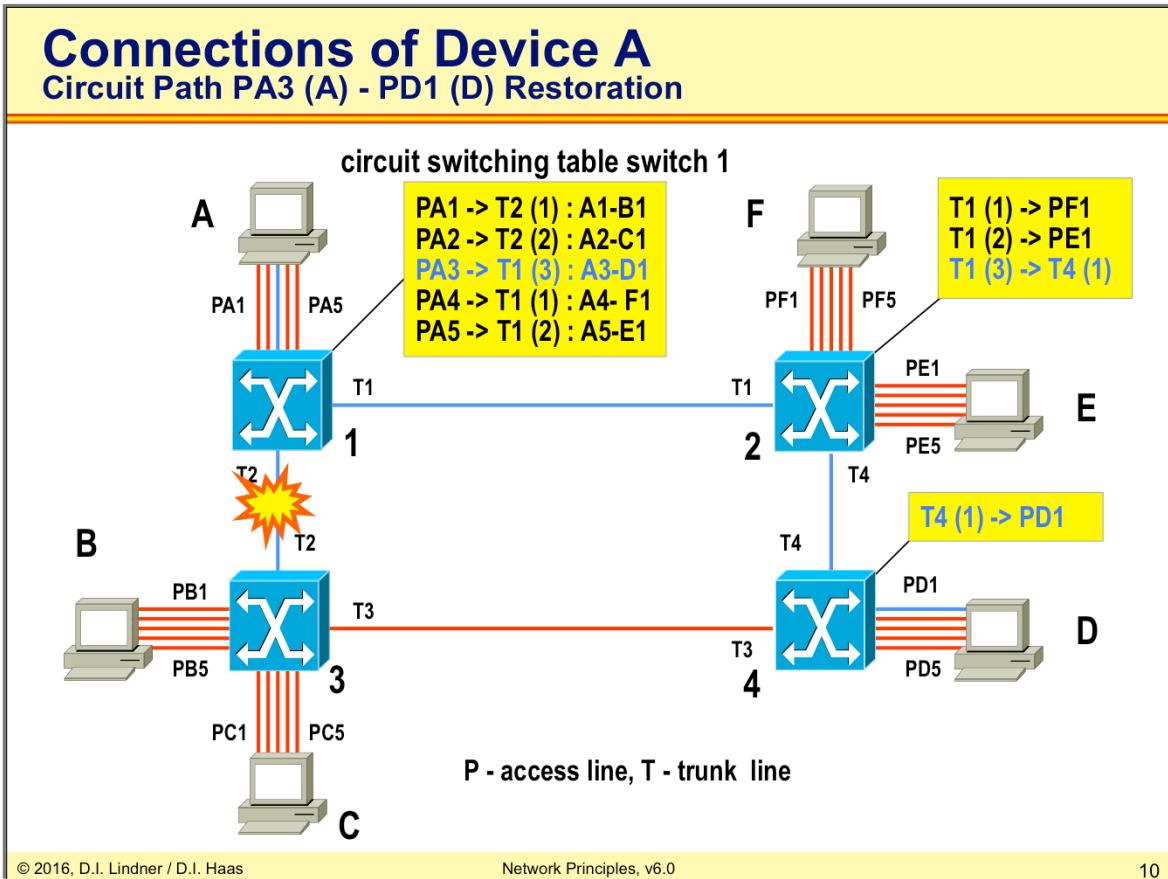 Connections of Device A
Circuit Path PA3 (A) - PD1 (D) Restoration
circuit switching table switch 1
A
PA1 -> T2 (1) : A1-B1
PA2 -> T2 (2) : A2-C1
PA3 -> T1 (3) : A3-D1
PA4 -> T1 (1) : A4- F1
PA5 -> T1 (2) : A5-E1
F
T1 (1) -> PF1
T1 (2) -> PE1
T1 (3) -> T4 (1)
PA1
PA5
PF1
PF5
PE1
T1
T1
E
1
2
PE5
T2
T4
T4 (1) -> PD1
B
T2
T4
PB1
PD1
T3
D
PB5
T3
PD5
3
4
PC1
PC5
P - access line, T - trunk line
C
© 2016, D.I. Lindner / D.I. Haas
Network Principles, v6.0
10